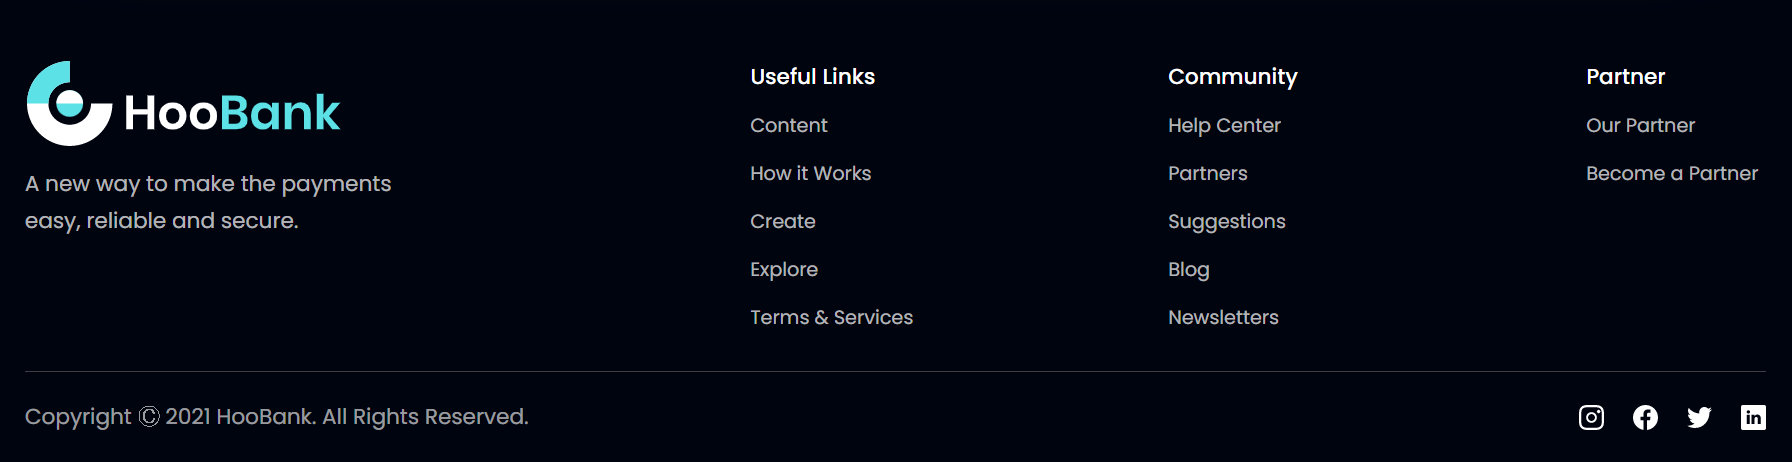 HooBank
A new way to make the payments
easy, reliable and secure.
Useful Links
Content
How it Works
Create
Explore
Terms & Services
Community
Help Center
Partners
Suggestions
Blog
Newsletters
Partner
Our Partner
Become a Partner
Copyright Ⓒ 2021 HooBank. All Rights Reserved.
in